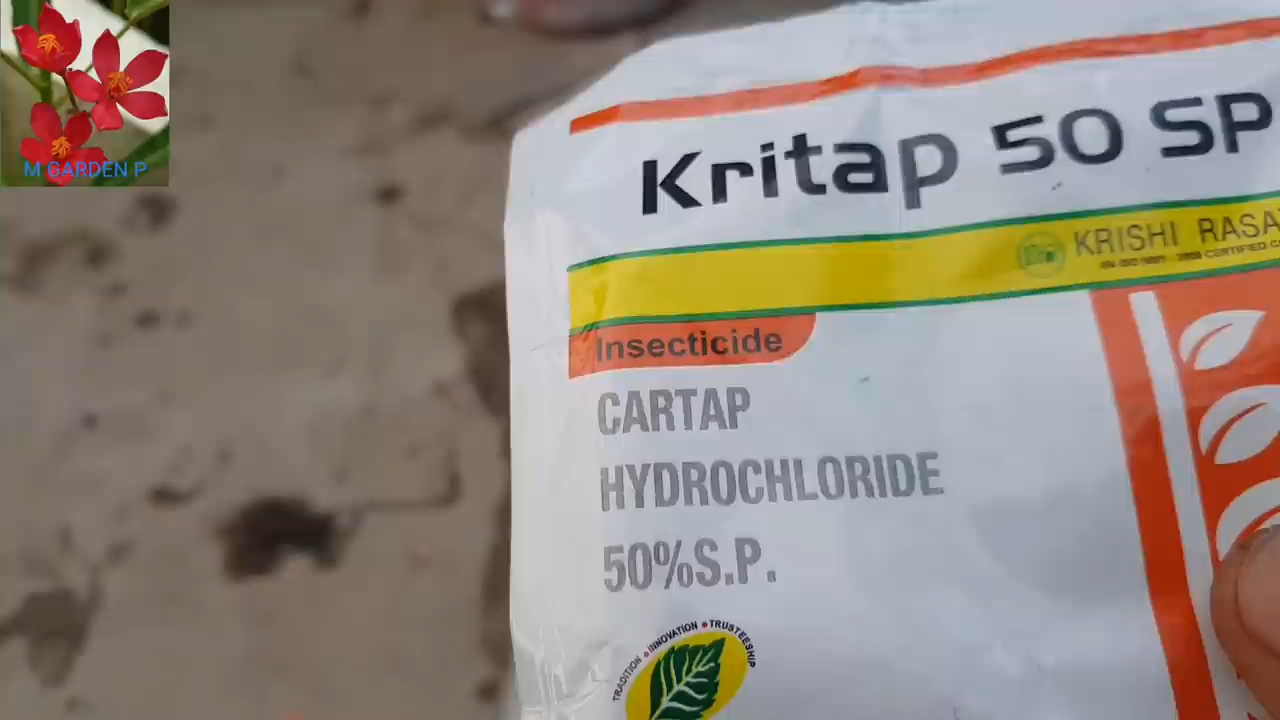 M GARDEN P
Kritap 50 SP
KRISHI RASA
Insecticide
CARTAP
HYDROCHLORIDE
50%S.P.
TRADITION • INNOVATION • TRUSTEESHIP